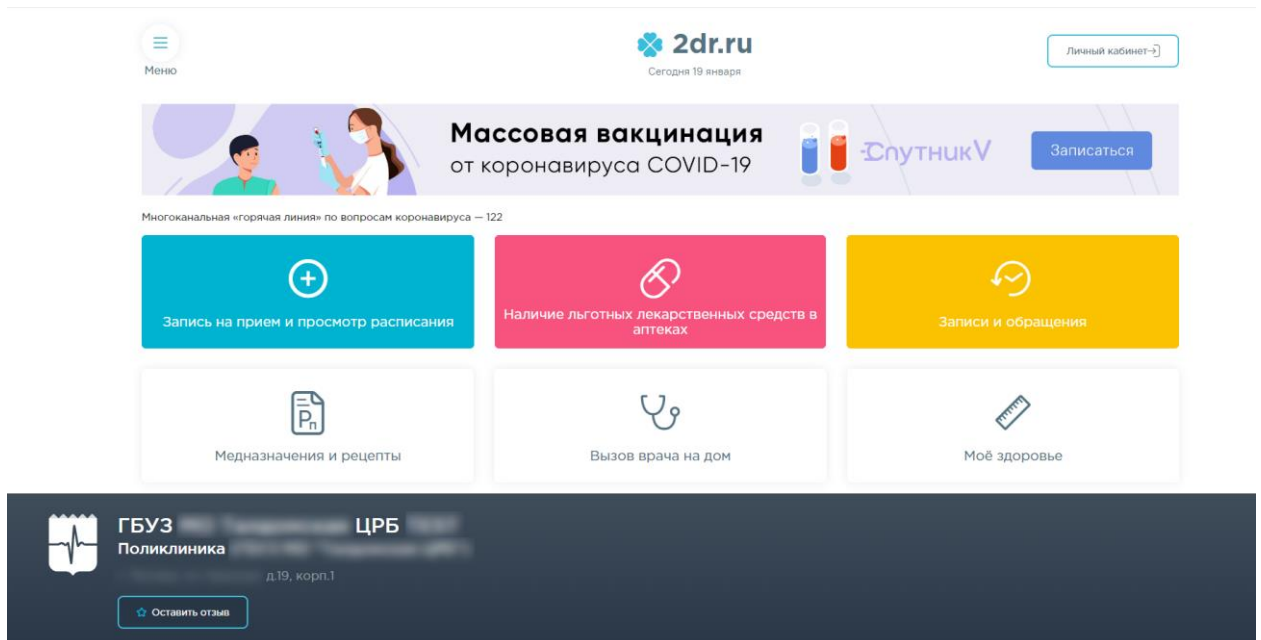 2dr.ru
Меню
Сегодня 19 января
Личный кабинет
Массовая вакцинация
от коронавируса COVID-19
СпутникV
Записаться
Многоканальная «горячая линия» по вопросам коронавируса — 122
Запись на прием и просмотр расписания
Наличие льготных лекарственных средств в
аптеках
Записи и обращения
Рп
Медназначения и рецепты
Вызов врача на дом
Моё здоровье
ГБУЗ ЦРБ
Поликлиника
д.19, корп.1
Оставить отзыв